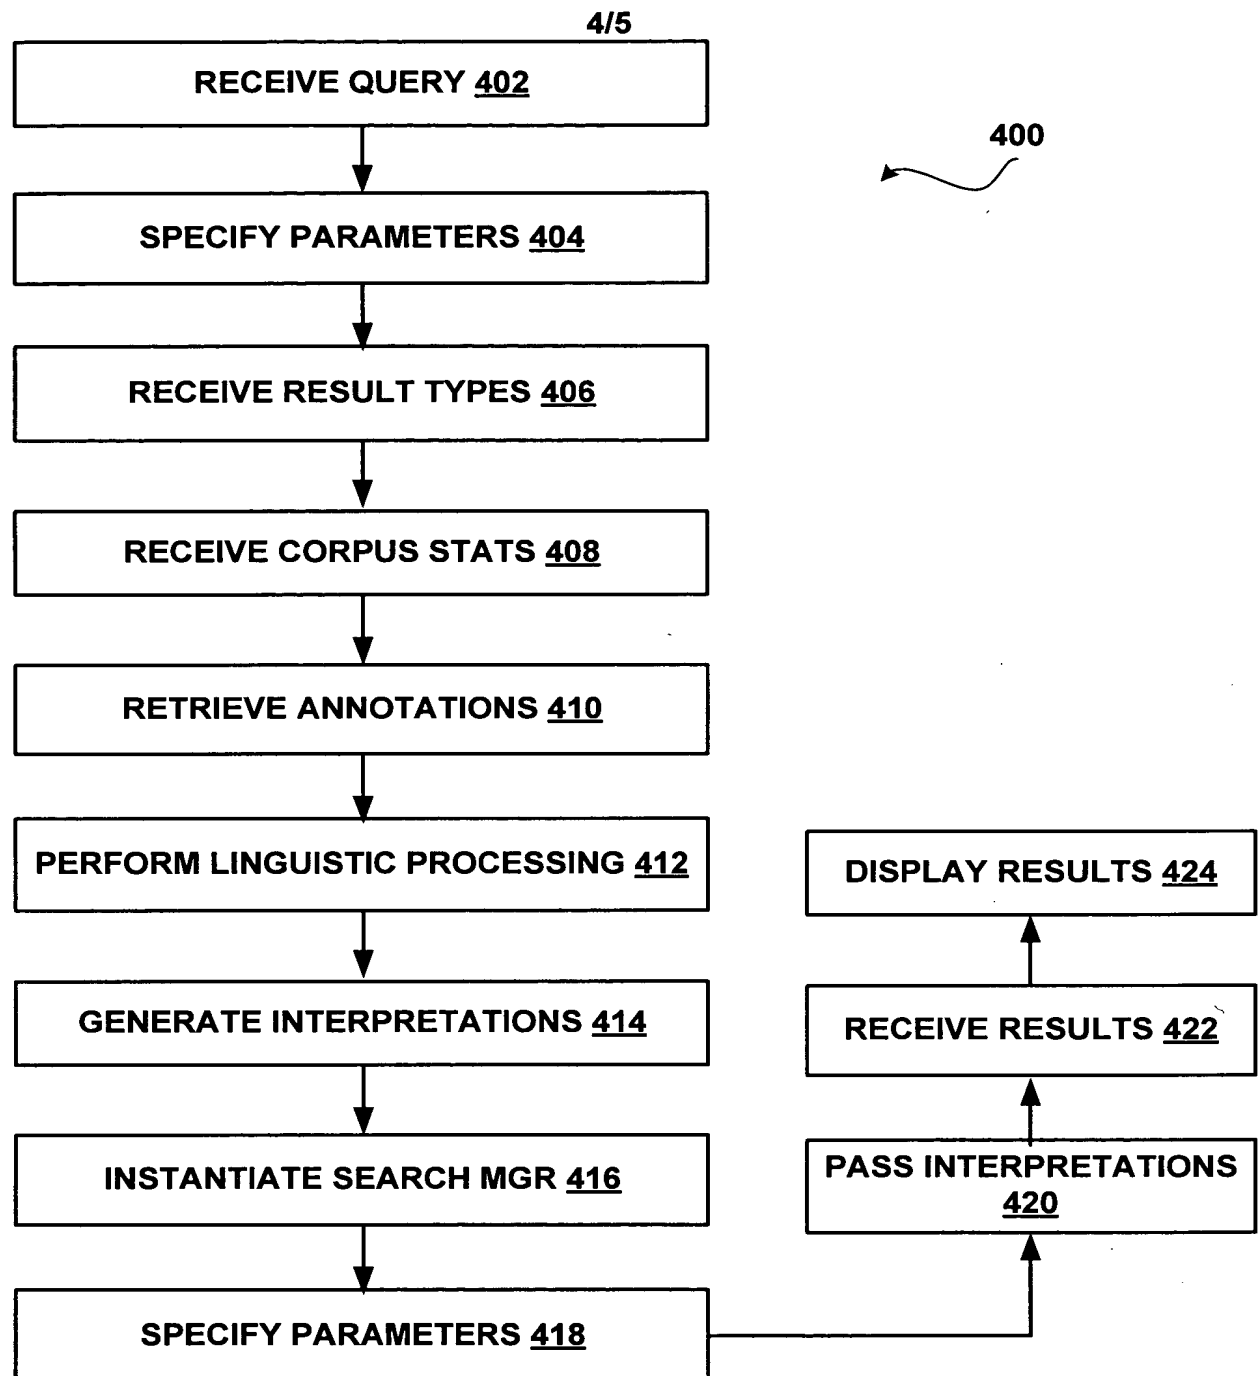 4/5
RECEIVE QUERY 402
400
SPECIFY PARAMETERS 404
RECEIVE RESULT TYPES 406
RECEIVE CORPUS STATS 408
RETRIEVE ANNOTATIONS 410
PERFORM LINGUISTIC PROCESSING 412
GENERATE INTERPRETATIONS 414
INSTANTIATE SEARCH MGR 416
SPECIFY PARAMETERS 418
PASS INTERPRETATIONS
420
RECEIVE RESULTS 422
DISPLAY RESULTS 424